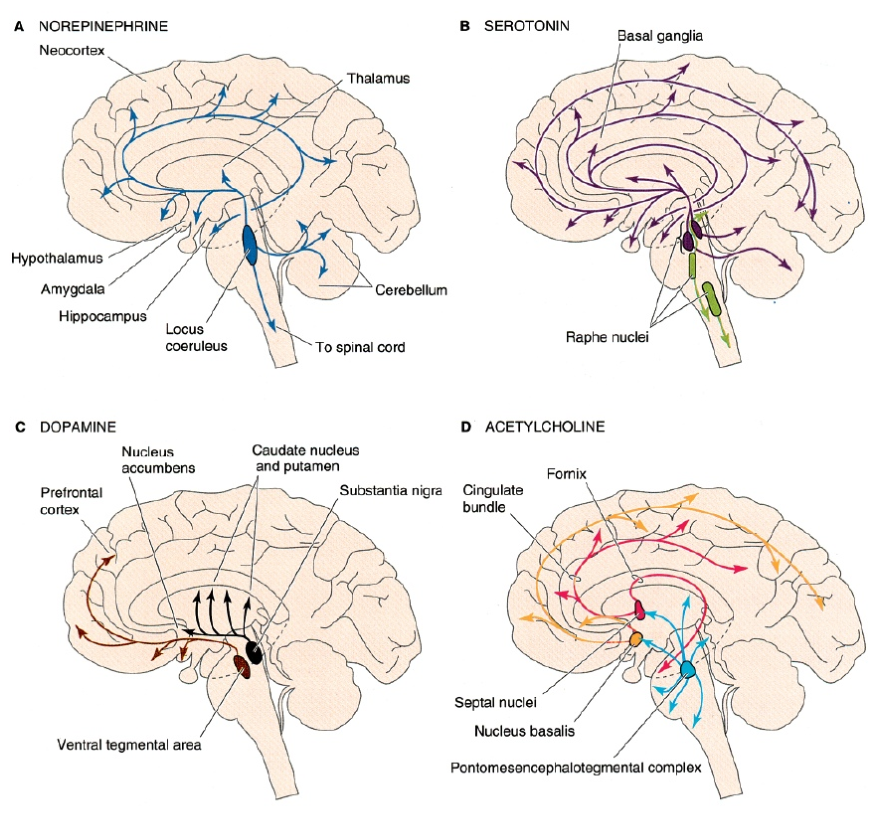 A NOREPINEPHRINE
Neocortex
Thalamus
Hypothalamus
Amygdala
Hippocampus
Locus
coeruleus
To spinal cord
Cerebellum
B SEROTONIN
Basal ganglia
Raphe nuclei
C DOPAMINE
Nucleus
accumbens
Caudate nucleus
and putamen
Prefrontal
cortex
Substantia nigra
Ventral tegmental area
D ACETYLCHOLINE
Fornix
Cingulate
bundle
Septal nuclei
Nucleus basalis
Pontomesencephalotegmental complex